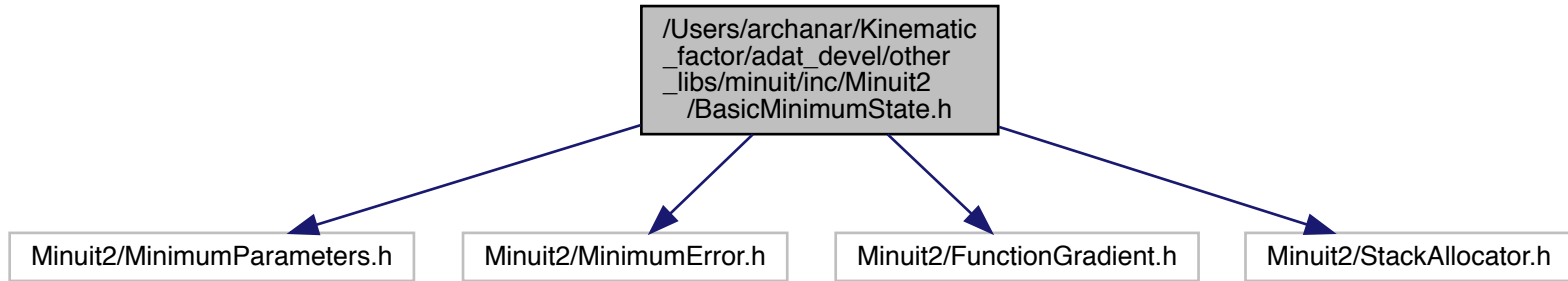 /Users/archanar/Kinematic
_factor/adat_devel/other
_libs/minuit/inc/Minuit2
/BasicMinimumState.h
Minuit2/MinimumParameters.h
Minuit2/MinimumError.h
Minuit2/FunctionGradient.h
Minuit2/StackAllocator.h